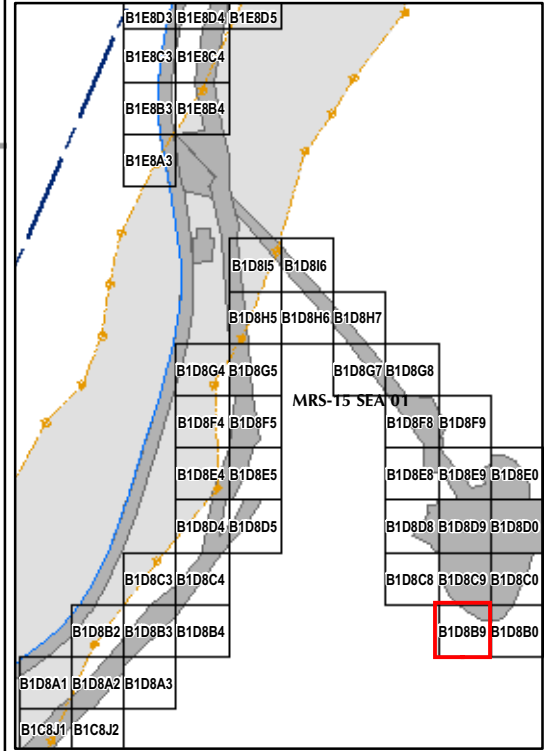 B1E8D3 B1E8D4 B1E8D5
B1E8C3 B1E8C4
B1E8B3 B1E8B4
B1E8A3
B1D8I5 B1D8I6
B1D8H5 B1D8H6 B1D8H7
B1D8G4 B1D8G5 B1D8G7 B1D8G8
MRS-15 SEA 01
B1D8F4 B1D8F5 B1D8F8 B1D8F9
B1D8E4 B1D8E5 B1D8E8 B1D8E9 B1D8E0
B1D8D4 B1D8D5 B1D8D8 B1D8D9 B1D8D0
B1D8C3 B1D8C4 B1D8C8 B1D8C9 B1D8C0
B1D8B2 B1D8B3 B1D8B4 B1D8B9 B1D8B0
B1D8A1 B1D8A2 B1D8A3
B1C8J1 B1C8J2